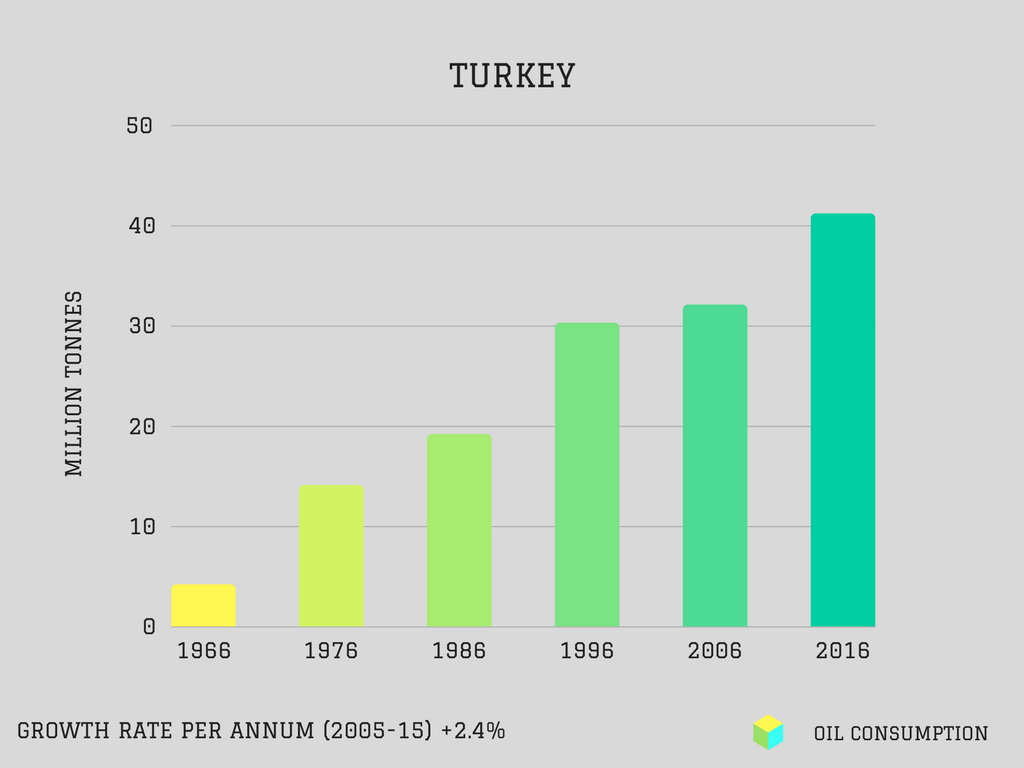 TURKEY
50
40
30
20
10
0
MILLION TONNES
1966 1976 1986 1996 2006 2016
GROWTH RATE PER ANNUM (2005-15) +2.4%
OIL CONSUMPTION